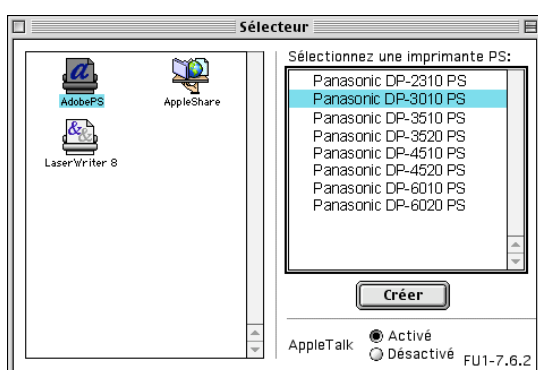 Sélecteur
AdobePS
AppleShare
LaserWriter 8
Sélectionnez une imprimante PS:
Panasonic DP-2310 PS
Panasonic DP-3010 PS
Panasonic DP-3510 PS
Panasonic DP-3520 PS
Panasonic DP-4510 PS
Panasonic DP-4520 PS
Panasonic DP-6010 PS
Panasonic DP-6020 PS
Créer
AppleTalk
Activé
Désactivé
FU1-7.6.2